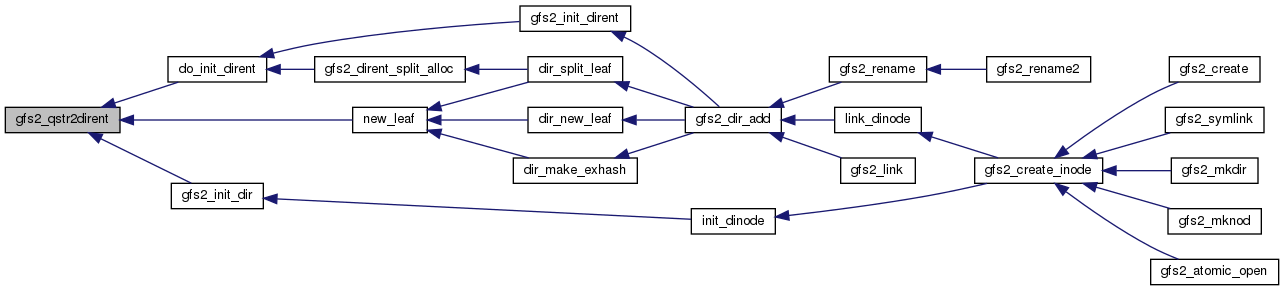 gfs2_qstr2dirent
do_init_dirent
new_leaf
gfs2_init_dir
gfs2_init_dirent
gfs2_dirent_split_alloc
dir_split_leaf
dir_new_leaf
dir_make_exhash
gfs2_dir_add
init_dinode
gfs2_rename
link_dinode
gfs2_link
gfs2_rename2
gfs2_create_inode
gfs2_create
gfs2_symlink
gfs2_mkdir
gfs2_mknod
gfs2_atomic_open